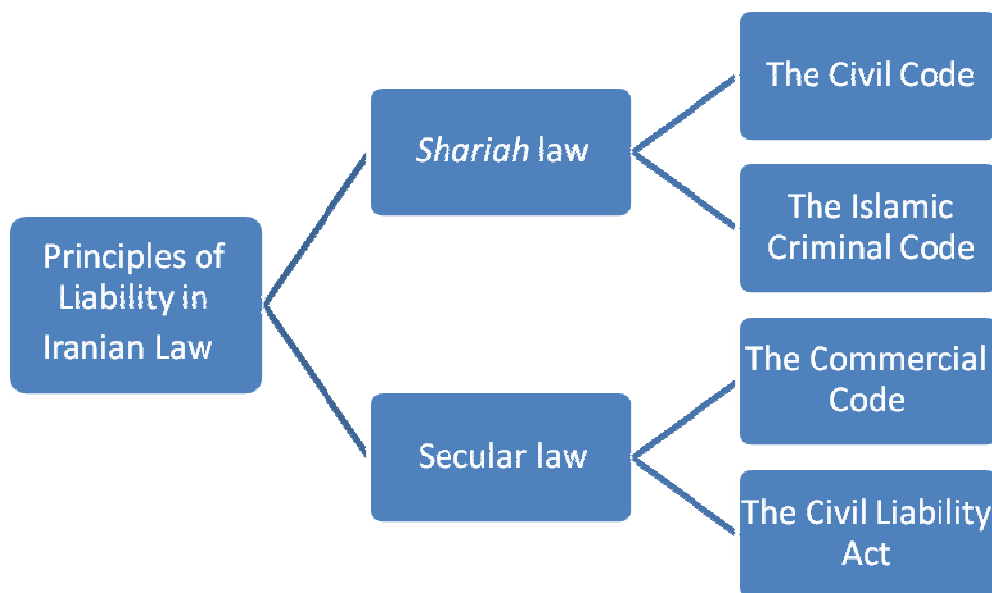 Principles of
Liability in
Iranian Law
Shariah law
Secular law
The Civil Code
The Islamic
Criminal Code
The Commercial
Code
The Civil Liability
Act